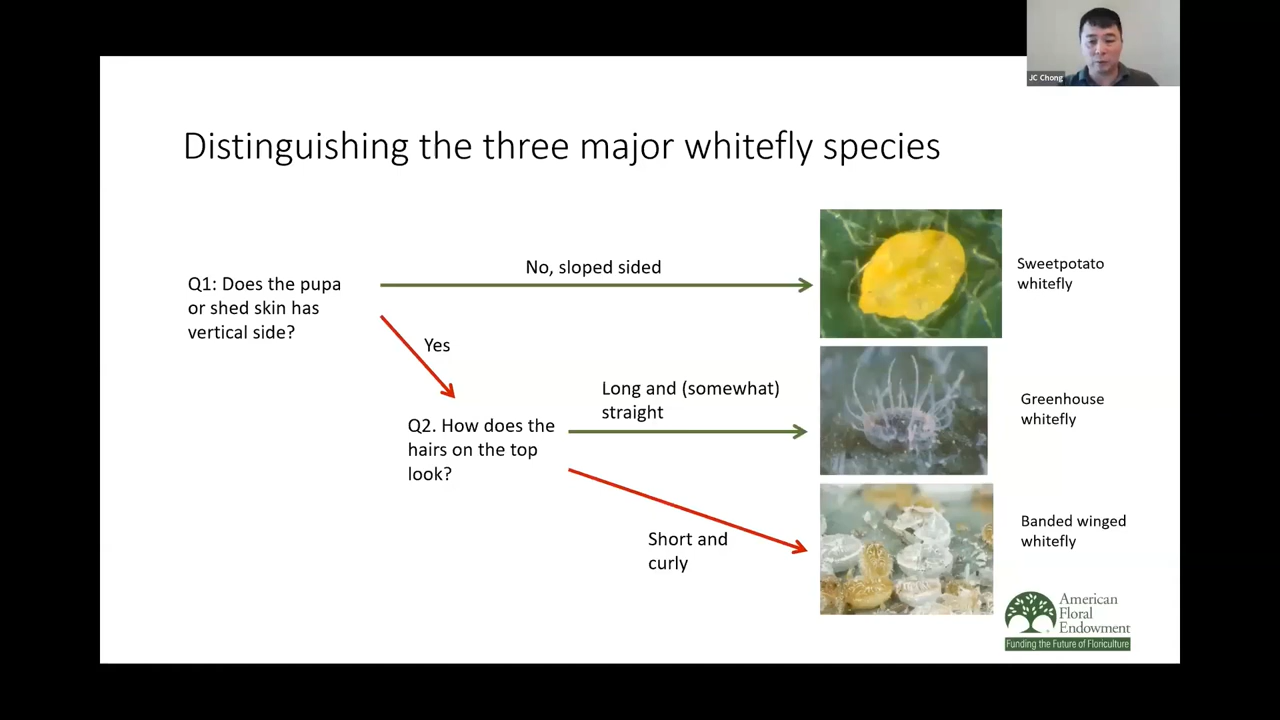 JC Chong
Distinguishing the three major whitefly species
No, sloped sided
Sweetpotato
whitefly
Q1: Does the pupa
or shed skin has
vertical side?
Yes
Long and (somewhat)
straight
Greenhouse
whitefly
Q2. How does the
hairs on the top
look?
Short and
curly
Banded winged
whitefly
American
Floral
Endowment
Funding the Future of Floriculture